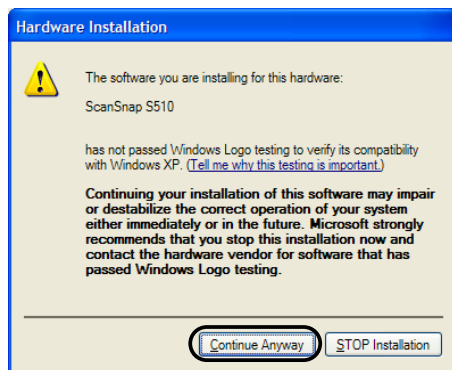 Hardware Installation
The software you are installing for this hardware:
ScanSnap S510
has not passed Windows Logo testing to verify its compatibility
with Windows XP. (Tell me why this testing is important.)
Continuing your installation of this software may impair
or destabilize the correct operation of your system
either immediately or in the future. Microsoft strongly
recommends that you stop this installation now and
contact the hardware vendor for software that has
passed Windows Logo testing.
Continue Anyway STOP Installation